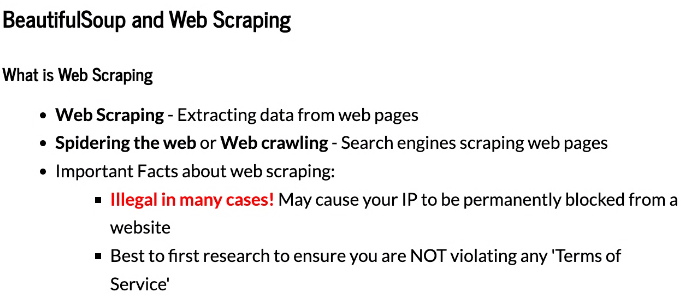 BeautifulSoup and Web Scraping
What is Web Scraping
• Web Scraping - Extracting data from web pages
• Spidering the web or Web crawling - Search engines scraping web pages
• Important Facts about web scraping:
▪ Illegal in many cases! May cause your IP to be permanently blocked from a
website
▪ Best to first research to ensure you are NOT violating any 'Terms of
Service'